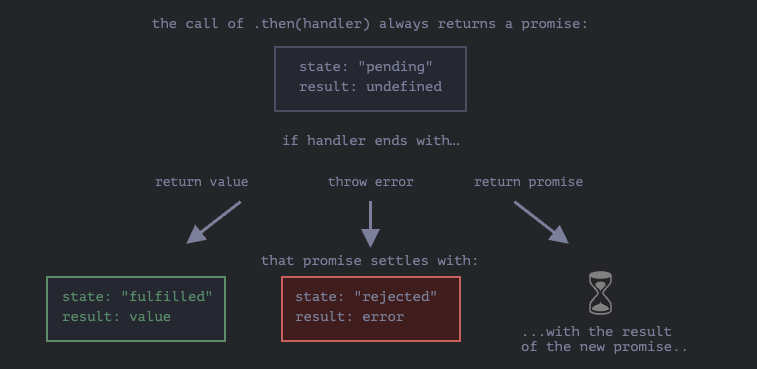 the call of .then(handler) always returns a promise:
state: "pending"
result: undefined
if handler ends with…
return value
throw error
return promise
that promise settles with:
state: "fulfilled"
result: value
state: "rejected"
result: error
...with the result
of the new promise..